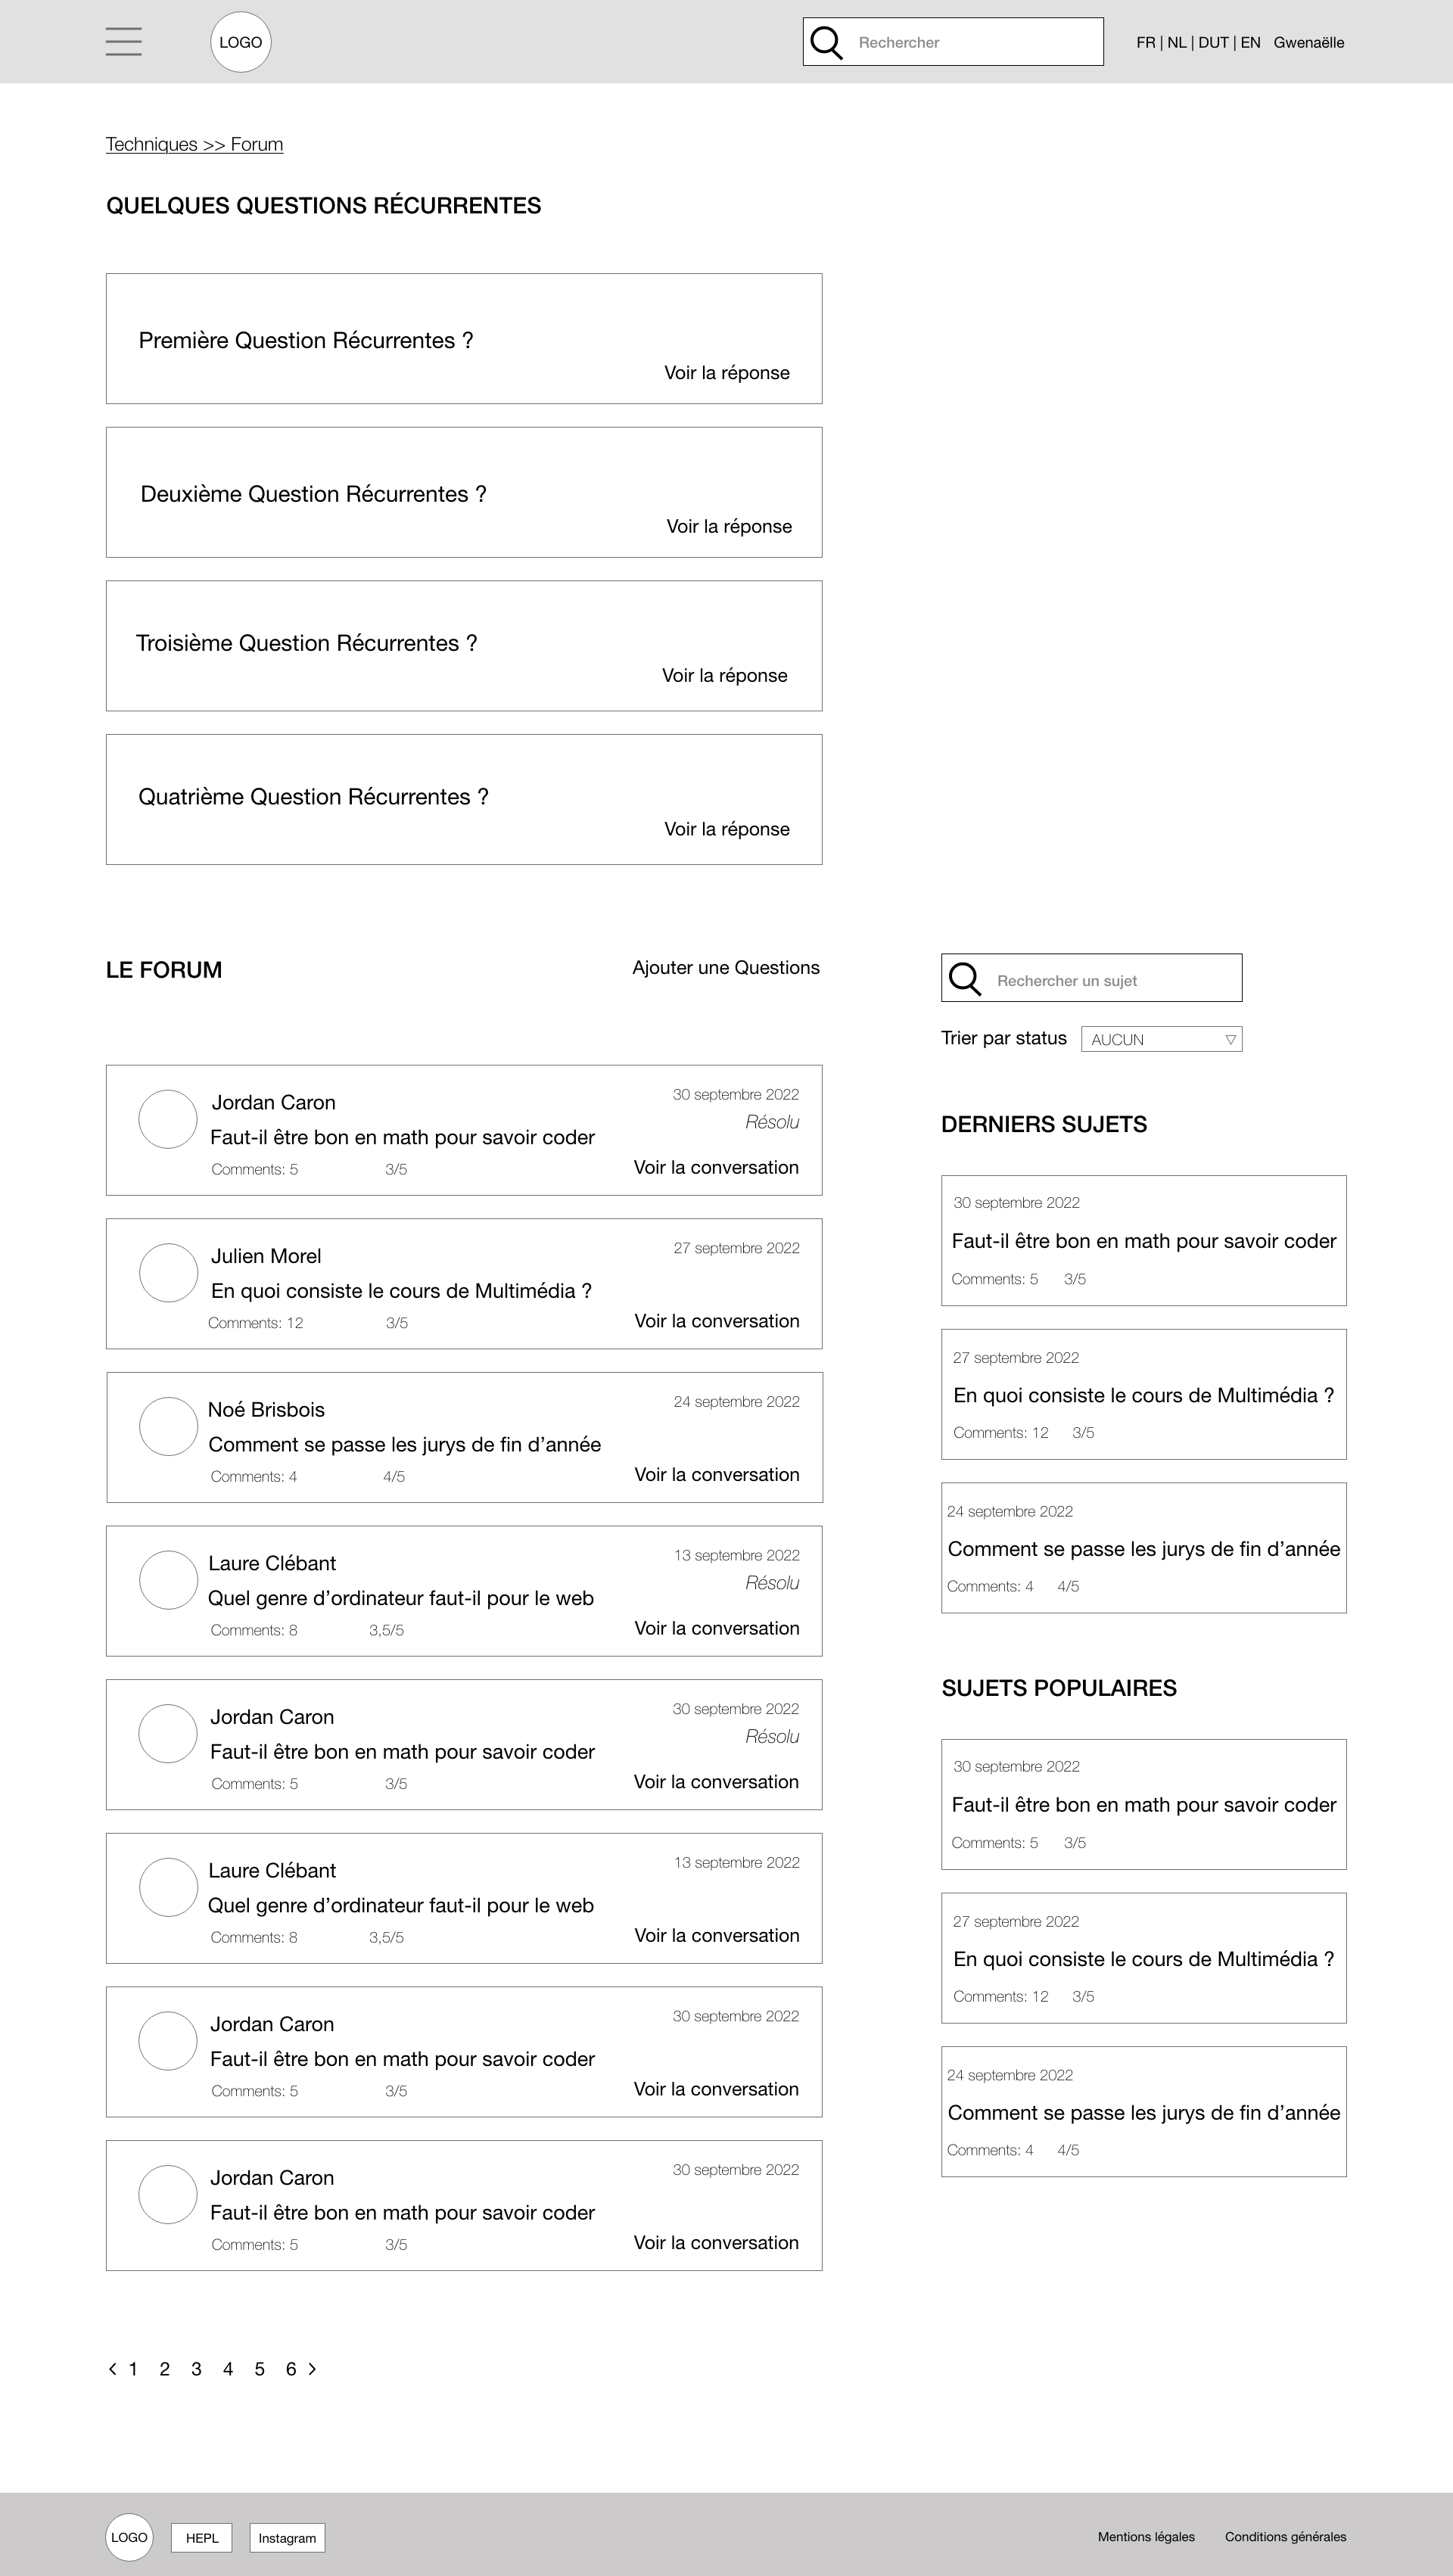 LOGO
Rechercher
FR | NL | DUT | EN Gwenaëlle
Techniques >> Forum
QUELQUES QUESTIONS RÉCURRENTES
Première Question Récurrentes ?
Voir la réponse
Deuxième Question Récurrentes ?
Voir la réponse
Troisième Question Récurrentes ?
Voir la réponse
Quatrième Question Récurrentes ?
Voir la réponse
LE FORUM
Ajouter une Questions
Jordan Caron
30 septembre 2022
Résolu
Faut-il être bon en math pour savoir coder
Comments: 5 3/5
Voir la conversation
Julien Morel
27 septembre 2022
En quoi consiste le cours de Multimédia ?
Comments: 12 3/5
Voir la conversation
Noé Brisbois
24 septembre 2022
Comment se passe les jurys de fin d’année
Comments: 4 4/5
Voir la conversation
Laure Clébant
13 septembre 2022
Résolu
Quel genre d’ordinateur faut-il pour le web
Comments: 8 3,5/5
Voir la conversation
Jordan Caron
30 septembre 2022
Résolu
Faut-il être bon en math pour savoir coder
Comments: 5 3/5
Voir la conversation
Laure Clébant
13 septembre 2022
Quel genre d’ordinateur faut-il pour le web
Comments: 8 3,5/5
Voir la conversation
Jordan Caron
30 septembre 2022
Faut-il être bon en math pour savoir coder
Comments: 5 3/5
Voir la conversation
Jordan Caron
30 septembre 2022
Faut-il être bon en math pour savoir coder
Comments: 5 3/5
Voir la conversation
Rechercher un sujet
Trier par status AUCUN
DERNIERS SUJETS
30 septembre 2022
Faut-il être bon en math pour savoir coder
Comments: 5 3/5
27 septembre 2022
En quoi consiste le cours de Multimédia ?
Comments: 12 3/5
24 septembre 2022
Comment se passe les jurys de fin d’année
Comments: 4 4/5
SUJETS POPULAIRES
30 septembre 2022
Faut-il être bon en math pour savoir coder
Comments: 5 3/5
27 septembre 2022
En quoi consiste le cours de Multimédia ?
Comments: 12 3/5
24 septembre 2022
Comment se passe les jurys de fin d’année
Comments: 4 4/5
1 2 3 4 5 6
LOGO HEPL Instagram
Mentions légales Conditions générales